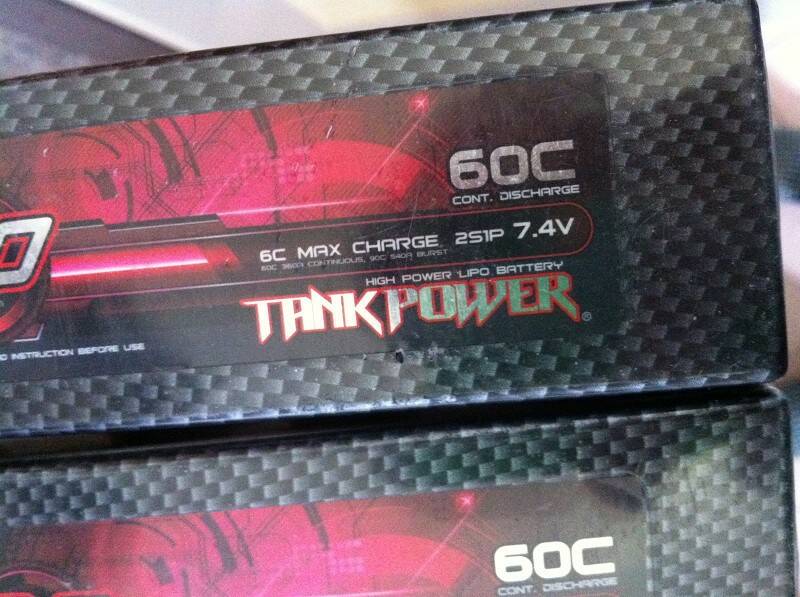 60C
CONT. DISCHARGE
6C MAX CHARGE 2S1P 7.4V
60C 360A CONTINUOUS, 90C 540A BURST
HIGH POWER LIPO BATTERY
TANKPOWER®
INSTRUCTION BEFORE USE
60C
CONT. DISCHARGE